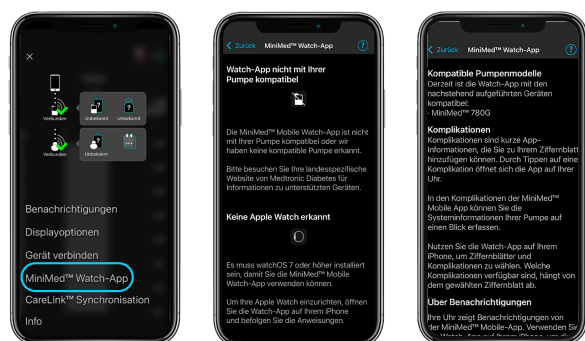 Verbunden
Unbekannt
Unbekannt
Verbunden
Unbekannt
Benachrichtigungen
Displayoptionen
Gerät verbinden
MiniMed™ Watch-App
CareLink™ Synchronisation
Info
Zurück MiniMed™ Watch-App ?
Watch-App nicht mit Ihrer
Pumpe kompatibel
Die MiniMed™ Mobile Watch-App ist nicht
mit Ihrer Pumpe kompatibel oder wir
haben keine kompatible Pumpe erkannt.
Bitte besuchen Sie Ihre landesspezifische
Website von Medtronic Diabetes für
Informationen zu unterstützten Geräten.
Keine Apple Watch erkannt
Es muss watchOS 7 oder höher installiert
sein, damit Sie die MiniMed™ Mobile
Watch-App verwenden können.
Um Ihre Apple Watch einzurichten, öffnen
Sie die Watch-App auf Ihrem iPhone
und befolgen Sie die Anweisungen.
Zurück MiniMed™ Watch-App ?
Kompatible Pumpenmodelle
Derzeit ist die Watch-App mit den
nachstehend aufgeführten Geräten
kompatibel:
- MiniMed™ 780G
Komplikationen
Komplikationen sind kurze App-
Informationen, die Sie zu Ihrem Ziffernblatt
hinzufügen können. Durch Tippen auf eine
Komplikation öffnet sich die App auf Ihrer
Uhr.
In den Komplikationen der MiniMed™
Mobile App können Sie die
Systeminformationen Ihrer Pumpe auf
einen Blick erfassen.
Nutzen Sie die Watch-App auf Ihrem
iPhone, um Ziffernblätter und
Komplikationen zu wählen. Welche
Komplikationen verfügbar sind, hängt von
dem gewählten Ziffernblatt ab.
Über Benachrichtigungen
Ihre Uhr zeigt Benachrichtigungen von
der MiniMed™ Mobile-App. Verwenden Sie